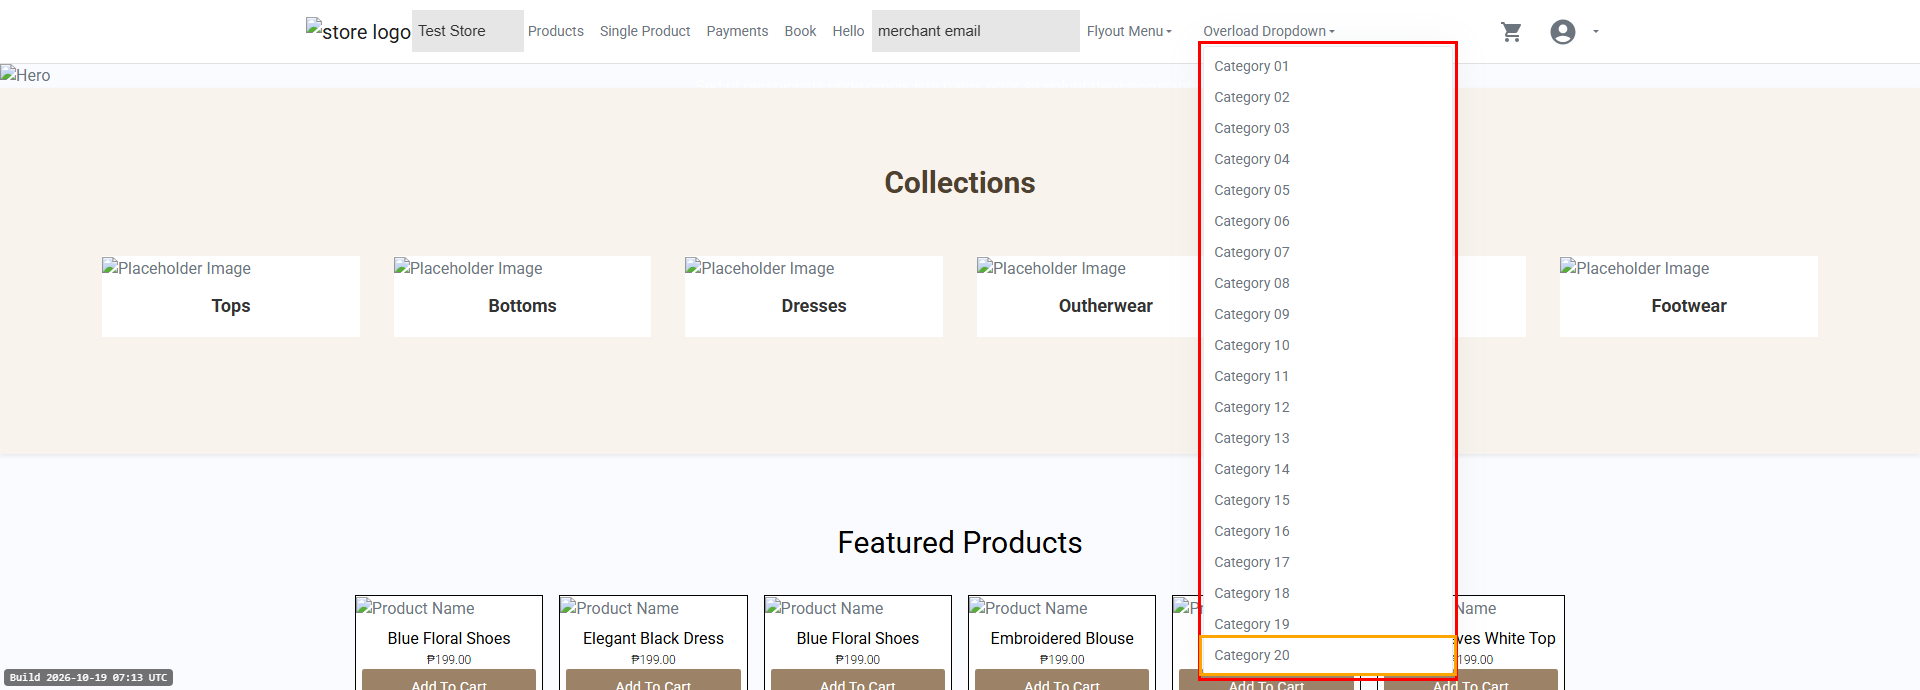 store logo Test Store Products Single Product Payments Book Hello merchant email Flyout Menu Overload Dropdown
Hero
Category 01
Category 02
Category 03
Category 04
Category 05
Category 06
Category 07
Category 08
Category 09
Category 10
Category 11
Category 12
Category 13
Category 14
Category 15
Category 16
Category 17
Category 18
Category 19
Category 20
Collections
Placeholder Image Placeholder Image Placeholder Image Placeholder Image Placeholder Image
Tops Bottoms Dresses Outherwear Footwear
Featured Products
Product Name Product Name Product Name Product Name Name
Blue Floral Shoes Elegant Black Dress Blue Floral Shoes Embroidered Blouse ves White Top
₱199.00 ₱199.00 ₱199.00 ₱199.00 199.00
Add To Cart Add To Cart Add To Cart Add To Cart Add To Cart Add To Cart
Build 2026-10-19 07:13 UTC